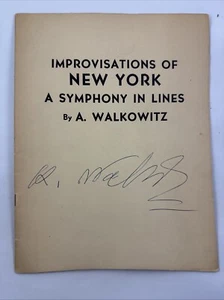 IMPROVISATIONS OF
NEW YORK
A SYMPHONY IN LINES
By A. WALKOWITZ